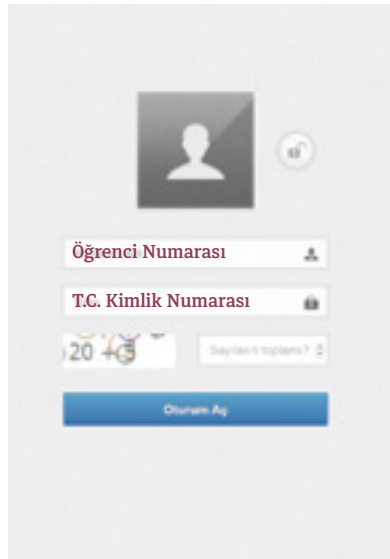 Öğrenci Numarası
T.C. Kimlik Numarası
20 +
Sayıların toplamı?
Oturum Aç